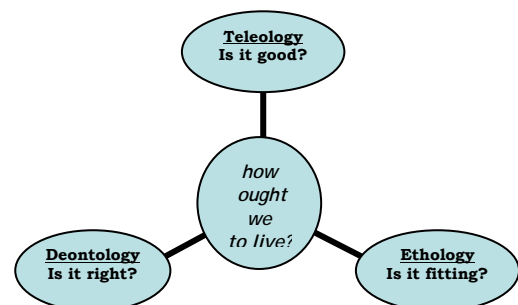 Teleology
Is it good?
how
ought
we
to live?
Deontology
Is it right?
Ethology
Is it fitting?